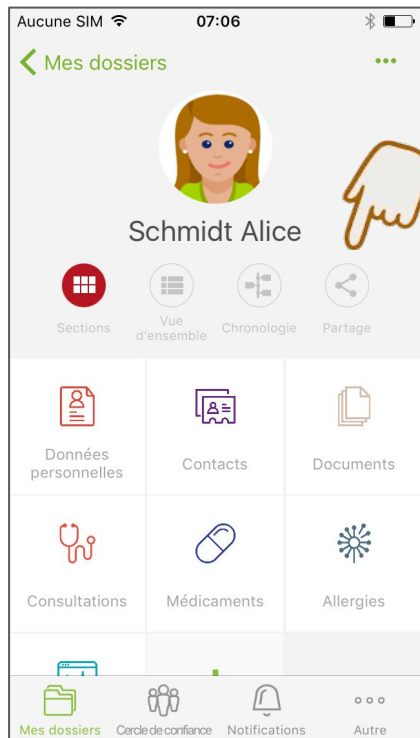 Aucune SIM 07:06
Mes dossiers
Schmidt Alice
Sections Vue d'ensemble Chronologie Partage
Données personnelles Contacts Documents
Consultations Médicaments Allergies
Mes dossiers Cercle de confiance Notifications Autre